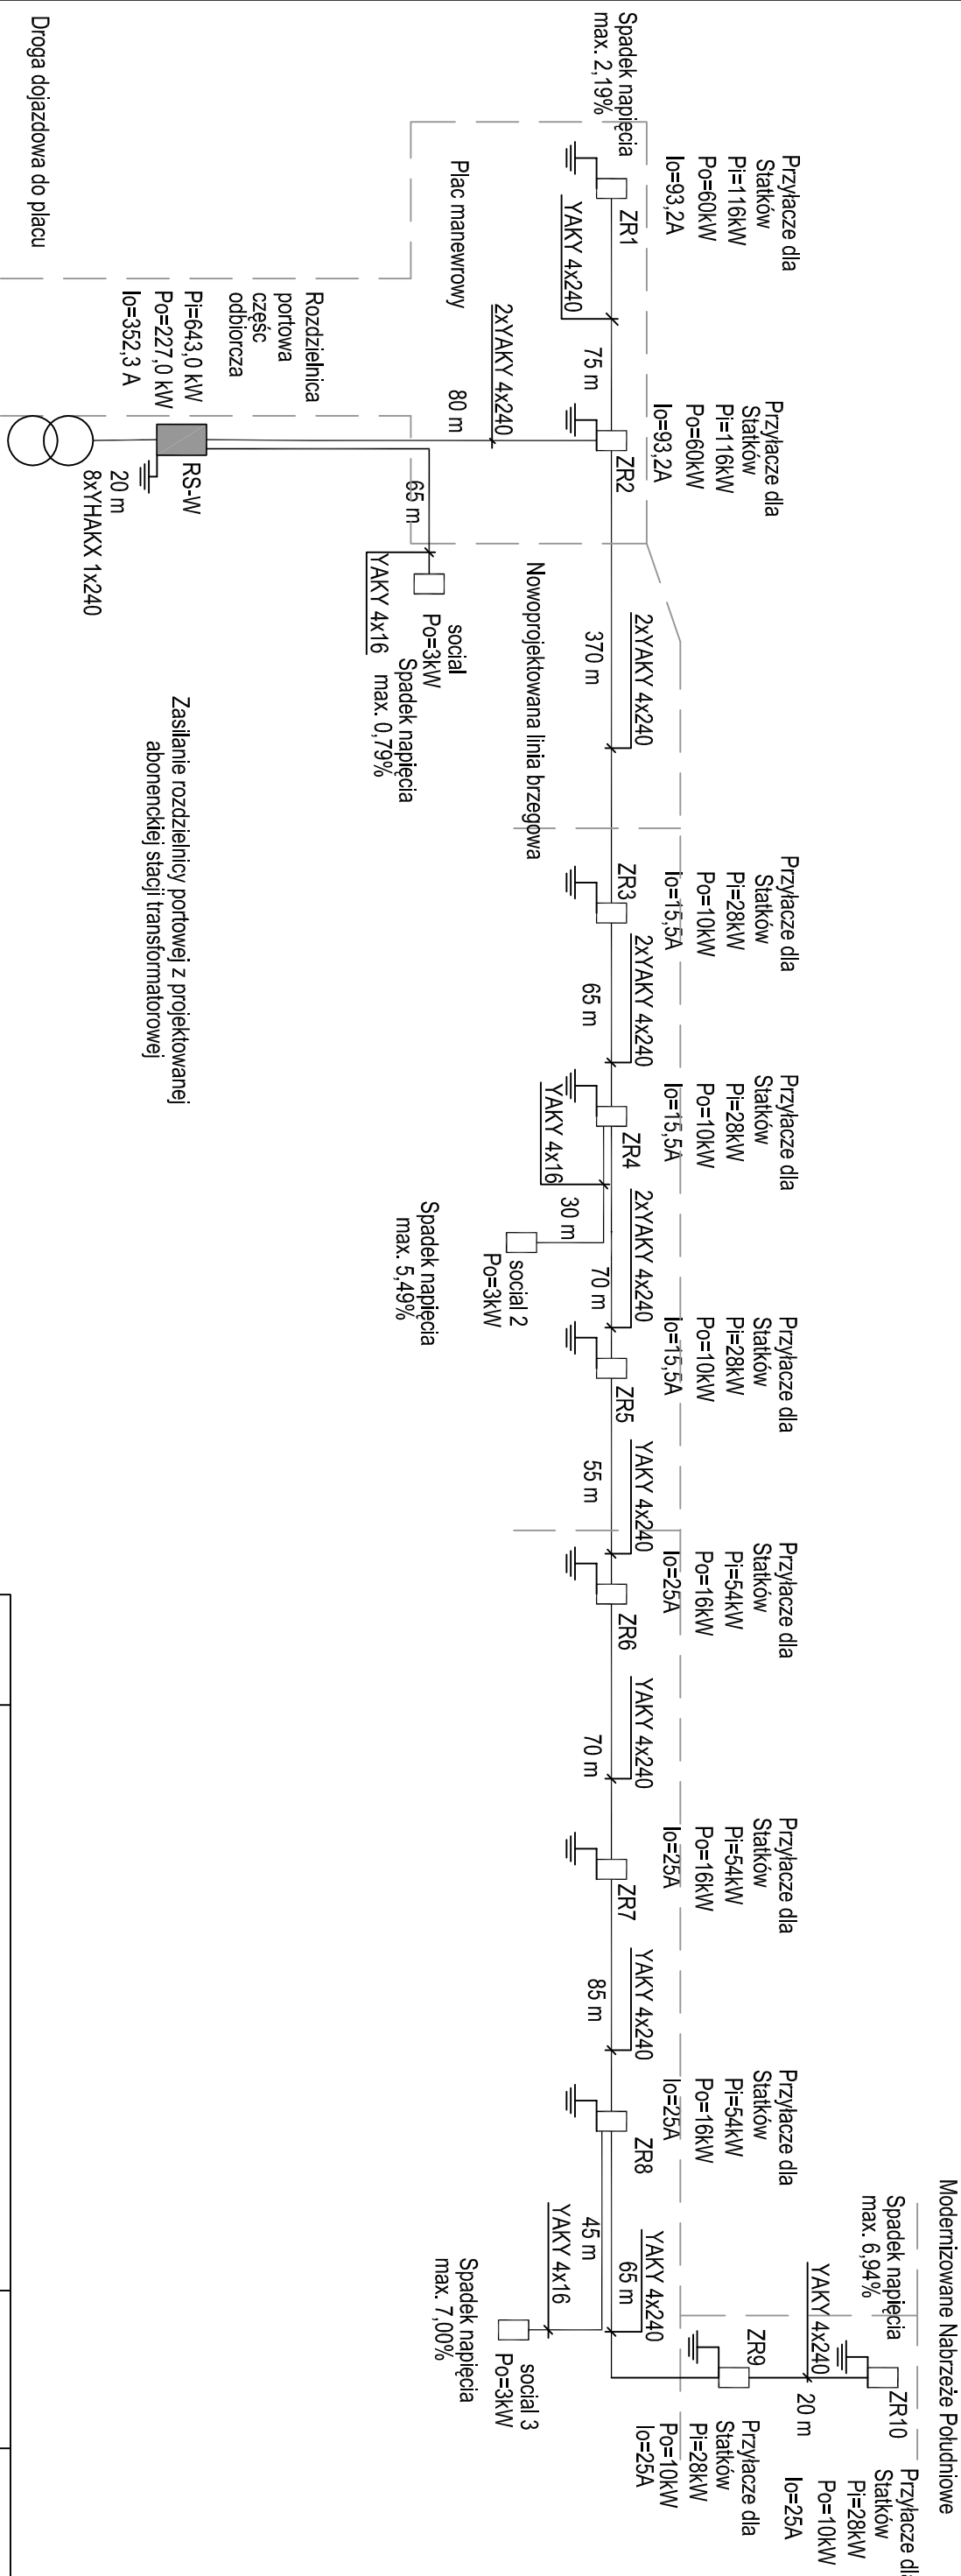 Modernizowane Nabrzeże Południowe
Spadek napięcia
max. 2,19%
Przyłacze dla
Statków
Pi=116kW
Po=60kW
Io=93,2A
ZR1
YAKY 4x240
75 m
Przyłacze dla
Statków
Pi=116kW
Po=60kW
Io=93,2A
ZR2
2xYAKY 4x240
370 m
Przyłacze dla
Statków
Pi=28kW
Po=10kW
Io=15,5A
ZR3
2xYAKY 4x240
65 m
Przyłacze dla
Statków
Pi=28kW
Po=10kW
Io=15,5A
ZR4
2xYAKY 4x240
70 m
Przyłacze dla
Statków
Pi=28kW
Po=10kW
Io=15,5A
ZR5
YAKY 4x240
55 m
Przyłacze dla
Statków
Pi=54kW
Po=16kW
Io=25A
ZR6
YAKY 4x240
70 m
Przyłacze dla
Statków
Pi=54kW
Po=16kW
Io=25A
ZR7
YAKY 4x240
85 m
Przyłacze dla
Statków
Pi=54kW
Po=16kW
Io=25A
ZR8
YAKY 4x240
65 m
Spadek napięcia
max. 6,94%
YAKY 4x240
20 m
ZR10
Przyłacze dla
Statków
Pi=28kW
Po=10kW
Io=25A
ZR9
Przyłacze dla
Statków
Pi=28kW
Po=10kW
Io=25A
Plac manewrowy
2xYAKY 4x240
80 m
Nowoprojektowana linia brzegowa
YAKY 4x16
30 m
social 2
Po=3kW
Spadek napięcia
max. 5,49%
45 m
YAKY 4x16
social 3
Po=3kW
Spadek napięcia
max. 7,00%
65 m
YAKY 4x16
social
Po=3kW
Spadek napięcia
max. 0,79%
Rozdzielnica
portowa
część
odbiorcza
Pi=643,0 kW
Po=227,0 kW
Io=352,3 A
RS-W
20 m
8xYHAKX 1x240
Zasilanie rozdzielnicy portowej z projektowanej
abonenckiej stacji transformatorowej
Droga dojazdowa do placu